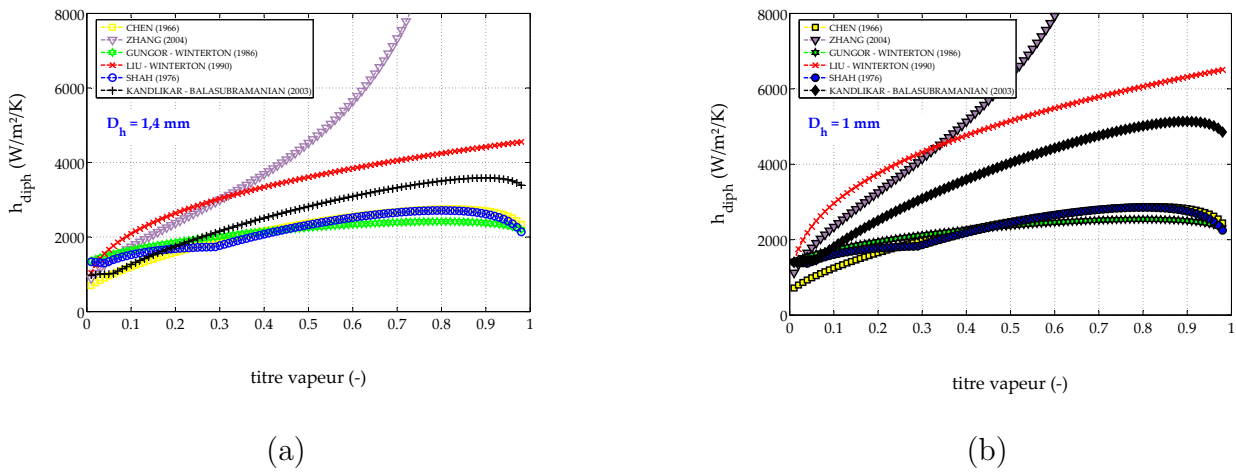 8000
6000
4000
2000
0
h_diph (W/m²/K)
CHEN (1966)
ZHANG (2004)
GUNGOR - WINTERTON (1986)
LIU - WINTERTON (1990)
SHAH (1976)
KANDLIKAR - BALASUBRAMANIAN (2003)
D_h = 1,4 mm
0 0.1 0.2 0.3 0.4 0.5 0.6 0.7 0.8 0.9 1
titre vapeur (-)
(a)
8000
6000
4000
2000
0
h_diph (W/m²/K)
CHEN (1966)
ZHANG (2004)
GUNGOR - WINTERTON (1986)
LIU - WINTERTON (1990)
SHAH (1976)
KANDLIKAR - BALASUBRAMANIAN (2003)
D_h = 1 mm
0 0.1 0.2 0.3 0.4 0.5 0.6 0.7 0.8 0.9 1
titre vapeur (-)
(b)